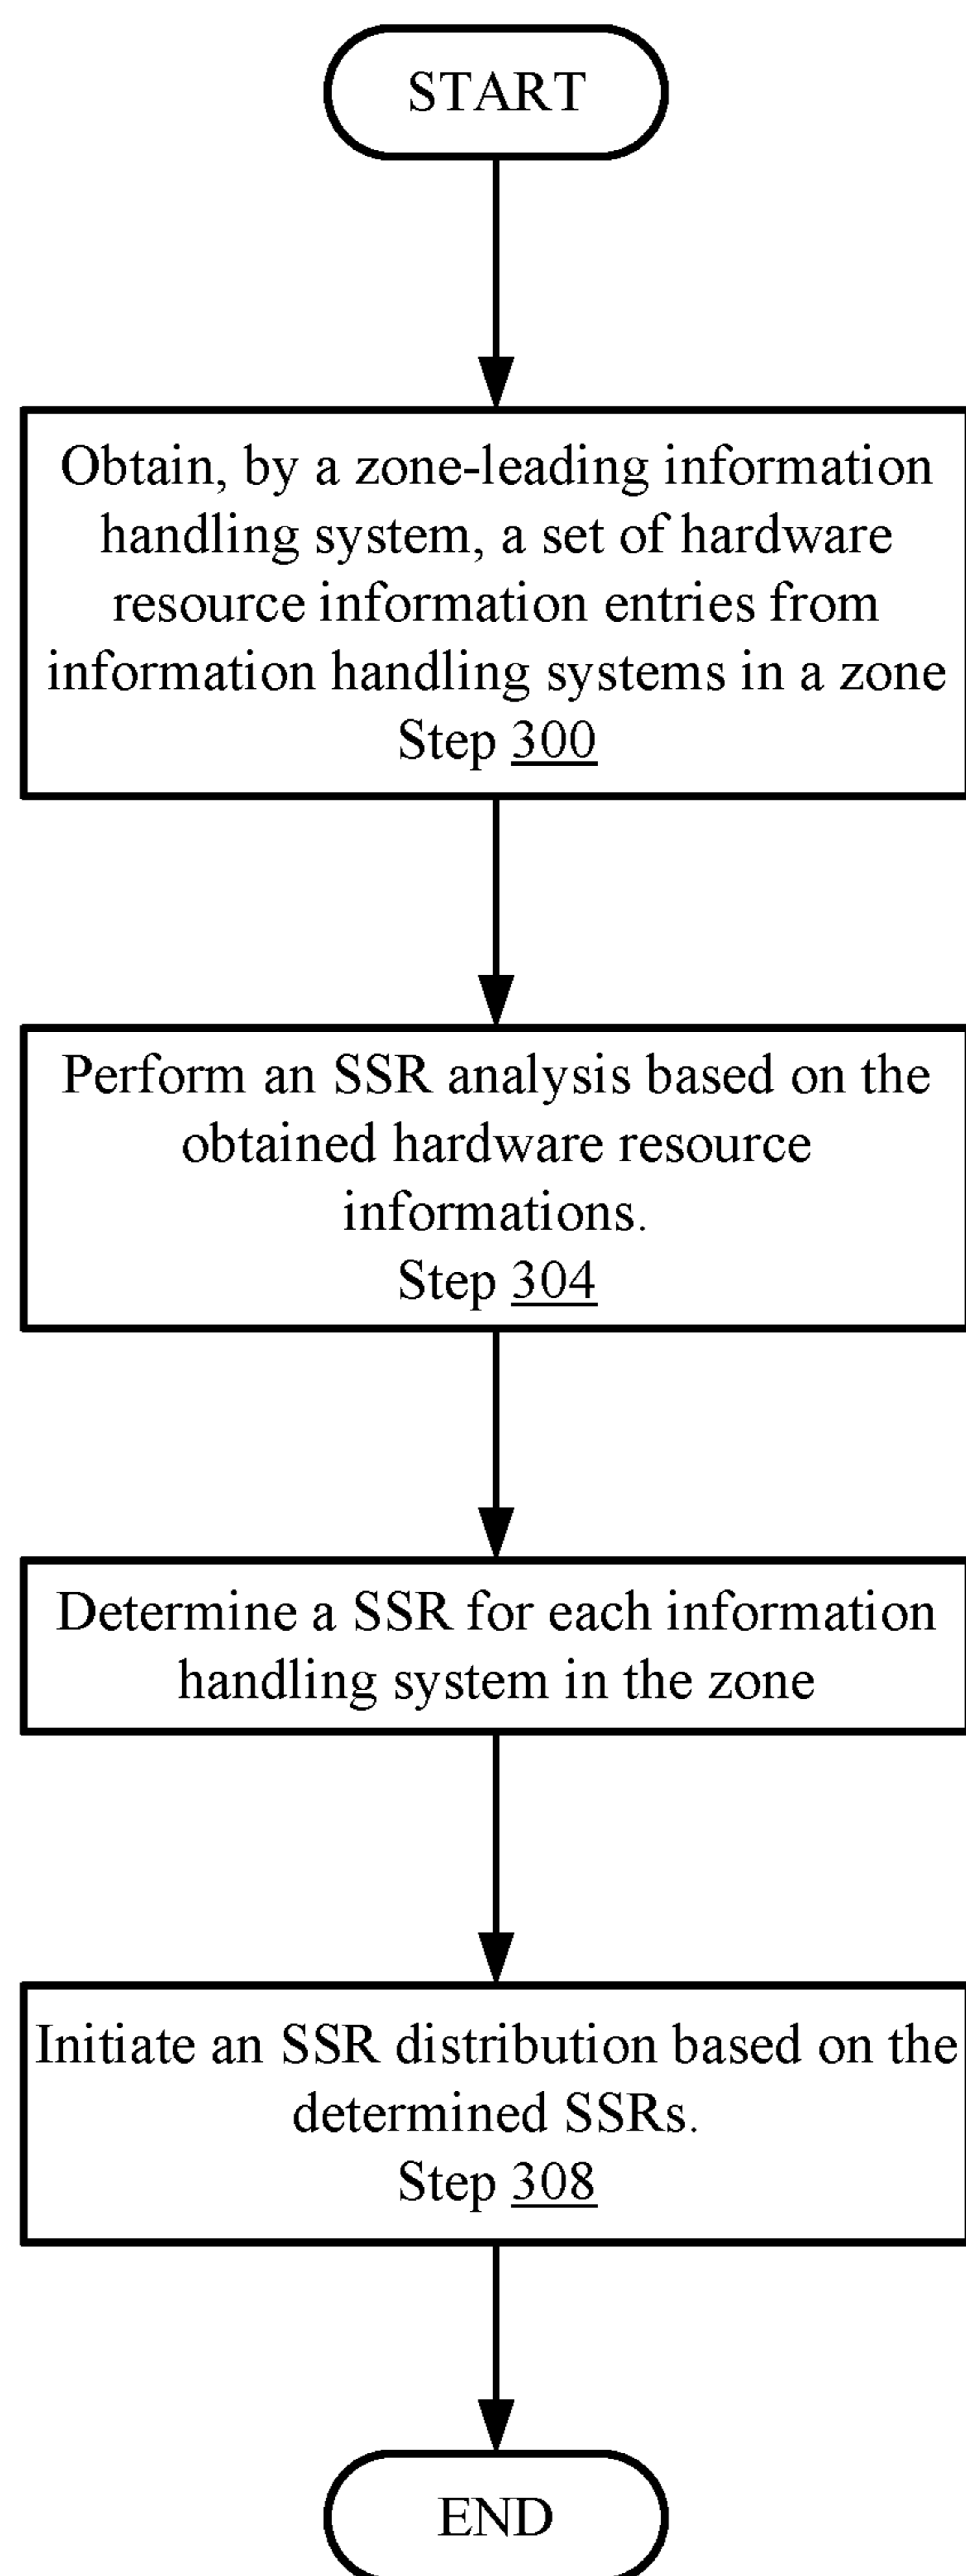 START
Obtain, by a zone-leading information
handling system, a set of hardware
resource information entries from
information handling systems in a zone
Step 300
Perform an SSR analysis based on the
obtained hardware resource
informations.
Step 304
Determine a SSR for each information
handling system in the zone
Initiate an SSR distribution based on the
determined SSRs.
Step 308
END